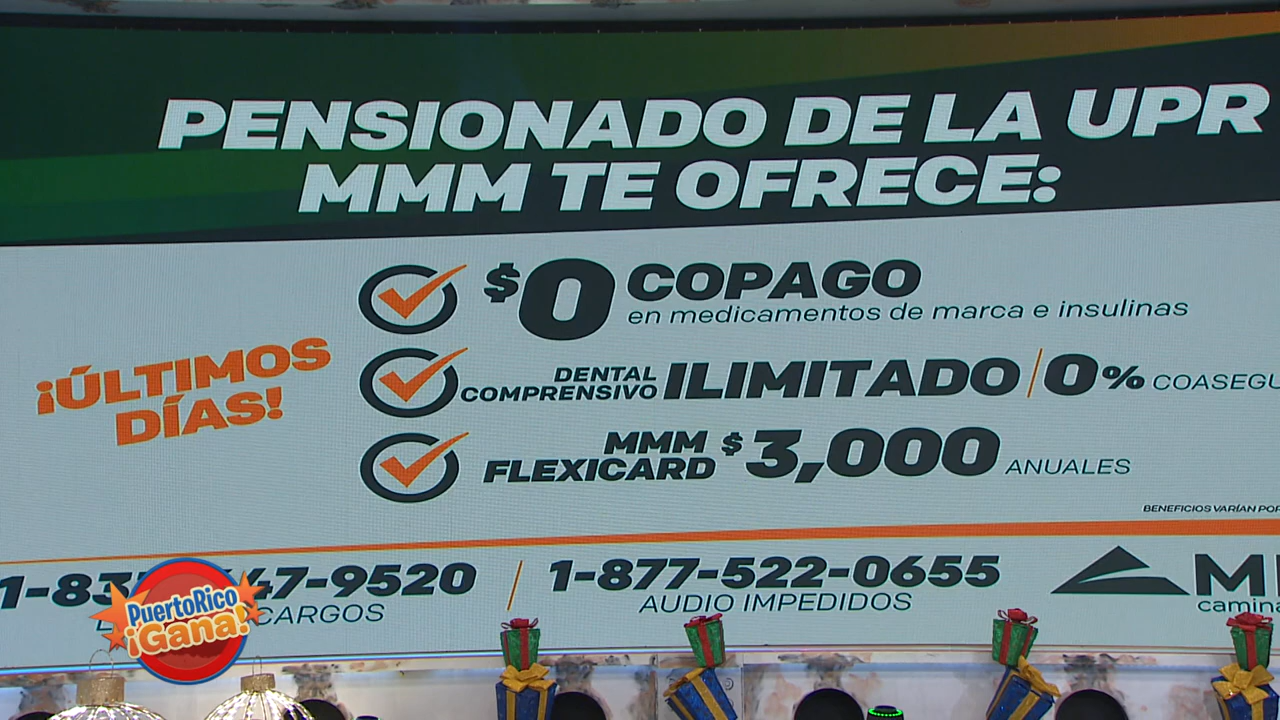 PENSIONADO DE LA UPR
MMM TE OFRECE:
¡ÚLTIMOS
DÍAS!
$0 COPAGO
en medicamentos de marca e insulinas
DENTAL
COMPRENSIVO ILIMITADO / 0% COASEGU
MMM
FLEXICARD $3,000 ANUALES
BENEFICIOS VARÍAN POR
47-9520 / 1-877-522-0655
CARGOS
AUDIO IMPEDIDOS
camina
PuertoRico
¡Gana!